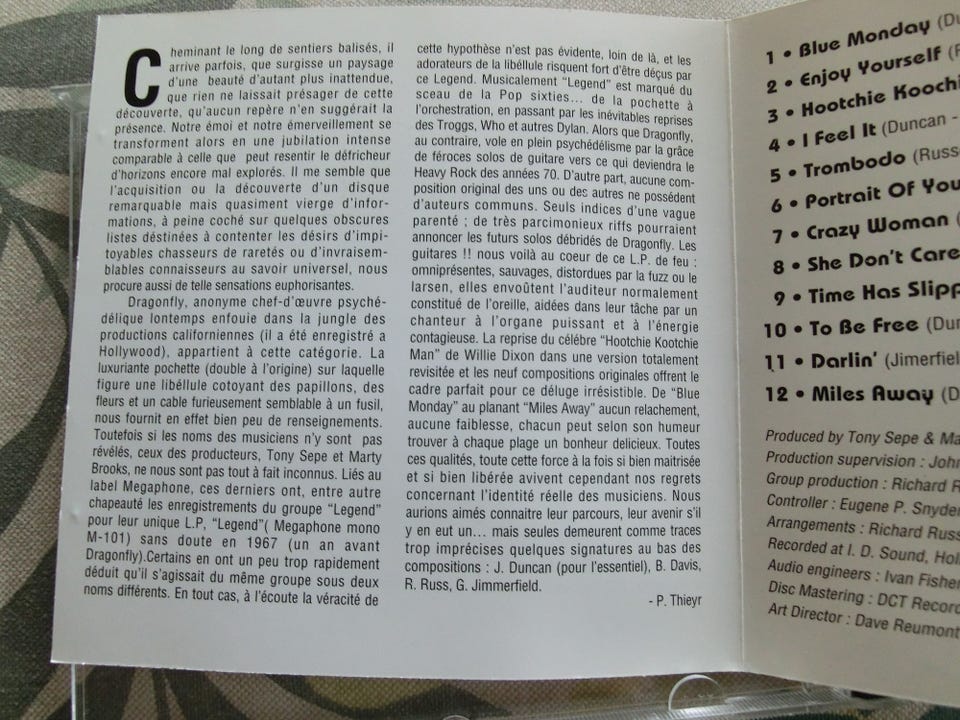 Cheminant le long de sentiers balisés, il
arrive parfois, que surgisse un paysage
d'une beauté d'autant plus inattendue,
que rien ne laissait présager de cette
découverte, qu'aucun repère n'en suggérait la
présence. Notre émoi et notre émerveillement se
transforment alors en une jubilation intense
comparable à celle que peut resentir le défricheur
d'horizons encore mal explorés. Il me semble que
l'acquisition ou la découverte d'un disque
remarquable mais quasiment vierge d'infor-
mations, à peine coché sur quelques obscures
listes déstinées à contenter les désirs d'impi-
toyables chasseurs de raretés ou d'invraisem-
blables connaisseurs au savoir universel, nous
procure aussi de telle sensations euphorisantes.
Dragonfly, anonyme chef-d'œuvre psyché-
délique lontemps enfouie dans la jungle des
productions californiennes (il a été enregistré a
Hollywood), appartient à cette catégorie. La
luxuriante pochette (double à l'origine) sur laquelle
figure une libéllule cotoyant des papillons, des
fleurs et un cable furieusement semblable à un fusil,
nous fournit en effet bien peu de renseignements.
Toutefois si les noms des musiciens n'y sont pas
révélés, ceux des producteurs, Tony Sepe et Marty
Brooks, ne nous sont pas tout à fait inconnus. Liés au
label Megaphone, ces derniers ont, entre autre
chapeauté les enregistrements du groupe "Legend"
pour leur unique L.P, "Legend"( Megaphone mono
M-101) sans doute en 1967 (un an avant
Dragonfly).Certains en ont un peu trop rapidement
déduit qu'il s'agissait du même groupe sous deux
noms différents. En tout cas, à l'écoute la véracité de
cette hypothèse n'est pas évidente, loin de là, et les
adorateurs de la libéllule risquent fort d'être déçus par
ce Legend. Musicalement "Legend" est marqué du
sceau de la Pop sixties... de la pochette à
l'orchestration, en passant par les inévitables reprises
des Troggs, Who et autres Dylan. Alors que Dragonfly,
au contraire, vole en plein psychédélisme par la grâce
de féroces solos de guitare vers ce qui deviendra le
Heavy Rock des années 70. D'autre part, aucune com-
position original des uns ou des autres ne possédent
d'auteurs communs. Seuls indices d'une vague
parenté ; de très parcimonieux riffs pourraient
annoncer les futurs solos débridés de Dragonfly. Les
guitares !! nous voilà au coeur de ce L.P. de feu :
omniprésentes, sauvages, distordues par la fuzz ou le
larsen, elles envoûtent l'auditeur normalement
constitué de l'oreille, aidées dans leur tâche par un
chanteur à l'organe puissant et à l'énergie
contagieuse. La reprise du célébre "Hootchie Kootchie
Man" de Willie Dixon dans une version totalement
revisitée et les neuf compositions originales offrent le
cadre parfait pour ce déluge irrésistible. De "Blue
Monday" au planant "Miles Away" aucun relachement,
aucune faiblesse, chacun peut selon son humeur
trouver à chaque plage un bonheur delicieux. Toutes
ces qualités, toute cette force à la fois si bien maitrisée
et si bien libérée avivent cependant nos regrets
concernant l'identité réelle des musiciens. Nous
aurions aimés connaitre leur parcours, leur avenir s'il
y en eut un... mais seules demeurent comme traces
trop imprécises quelques signatures au bas des
compositions : J. Duncan (pour l'essentiel), B. Davis,
R. Russ, G. Jimmerfield.
- P. Thieyr
1 • Blue Monday (Du
2 • Enjoy Yourself (
3 • Hootchie Koochi
4 • I Feel It (Duncan -
5 • Trombodo (Russ
6 • Portrait Of You
7 • Crazy Woman (
8 • She Don't Care
9 • Time Has Slipp
10 • To Be Free (Dun
11 • Darlin' (Jimerfiel
12 • Miles Away (D
Produced by Tony Sepe & Ma
Production supervision : John
Group production : Richard R
Controller : Eugene P. Snyder
Arrangements : Richard Russ
Recorded at I. D. Sound, Holl
Audio engineers : Ivan Fisher
Disc Mastering : DCT Record
Art Director : Dave Reumont